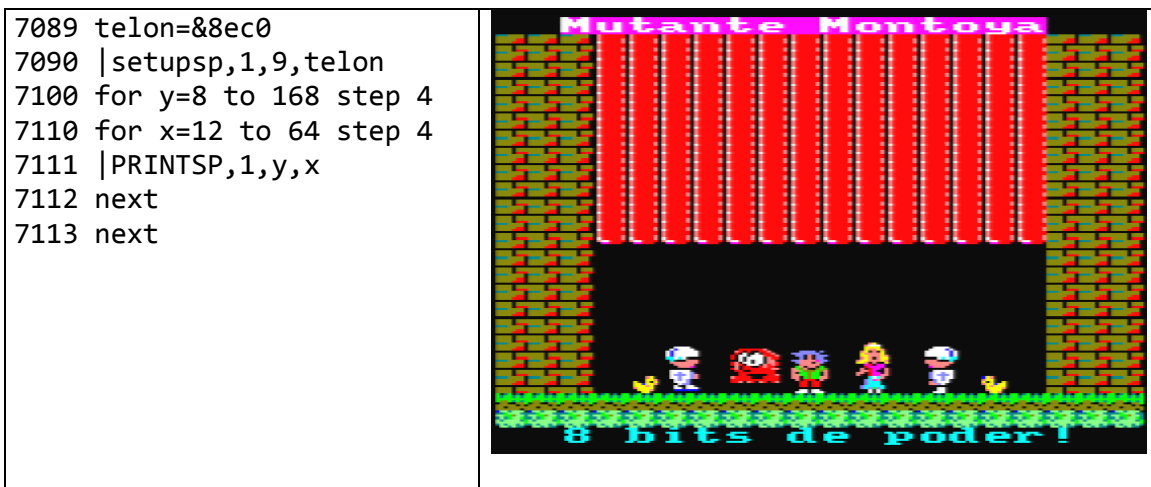 7089 telon=&8ec0
7090 |setupsp,1,9,telon
7100 for y=8 to 168 step 4
7110 for x=12 to 64 step 4
7111 |PRINTSP,1,y,x
7112 next
7113 next
Mutante Montoya
8 bits de poder!